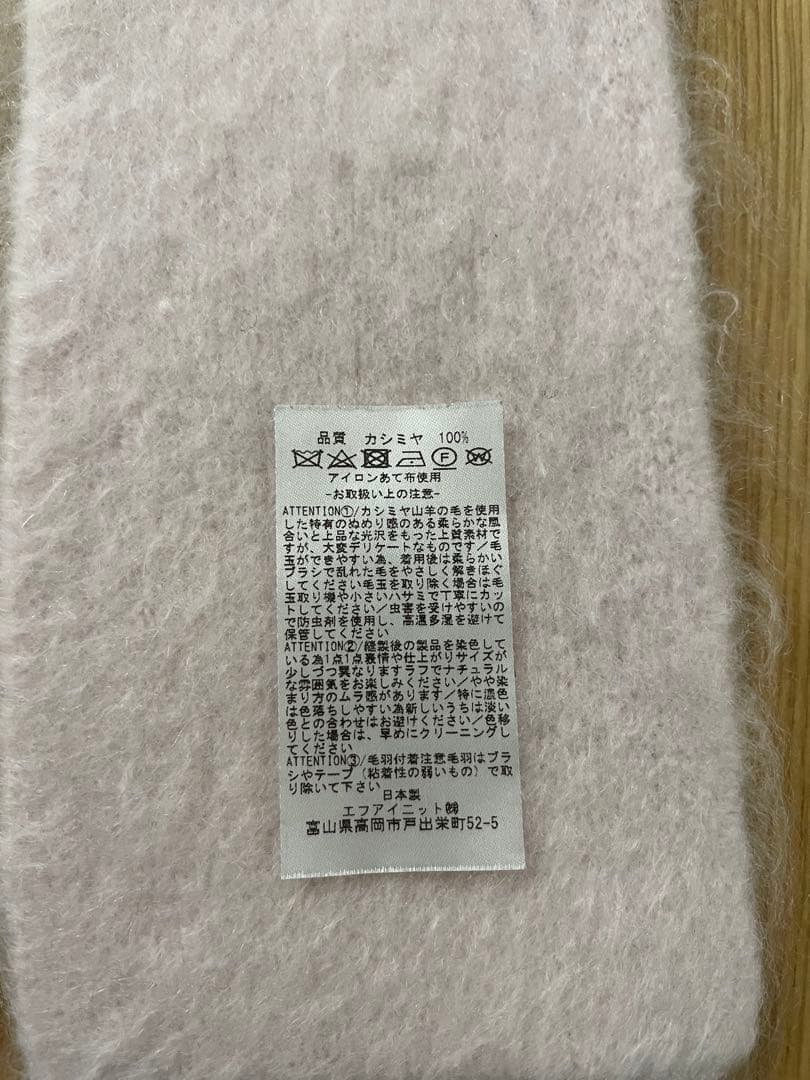 品質　カシミヤ　100%
F W
アイロンあて布使用
-お取扱い上の注意-
ATTENTION①/カシミヤ山羊の毛を使用
した特有のぬめり感のある柔らかな風
合いと上品な光沢をもった上質素材で
すが、大変デリケートなものです/毛
玉ができやすい為、着用後は柔らかい
ブラシで乱れた毛をやさしく解きほぐ
してください毛玉を取り除く場合は毛
玉取り機や小さいハサミで丁寧にカッ
トしてください/虫害を受けやすいの
で防虫剤を使用し、高温多湿を避けて
保管してください
ATTENTION②/縫製後の製品を染色して
いる為1点1点表情や仕上がりサイズが
少しづつ異なりますラフでナチュラル
な雰囲気をお楽しみください/やや染
まり方のムラ感があります/特に濃色
は色落ちしやすい為新しいうちは淡い
色との合わせはお避けください/色移
りした場合は、早めにクリーニングし
てください
ATTENTION③/毛羽付着注意毛羽はブラ
シやテープ（粘着性の弱いもの）で取
り除いて下さい
日本製
エフアイニット㈱
富山県高岡市戸出栄町52-5